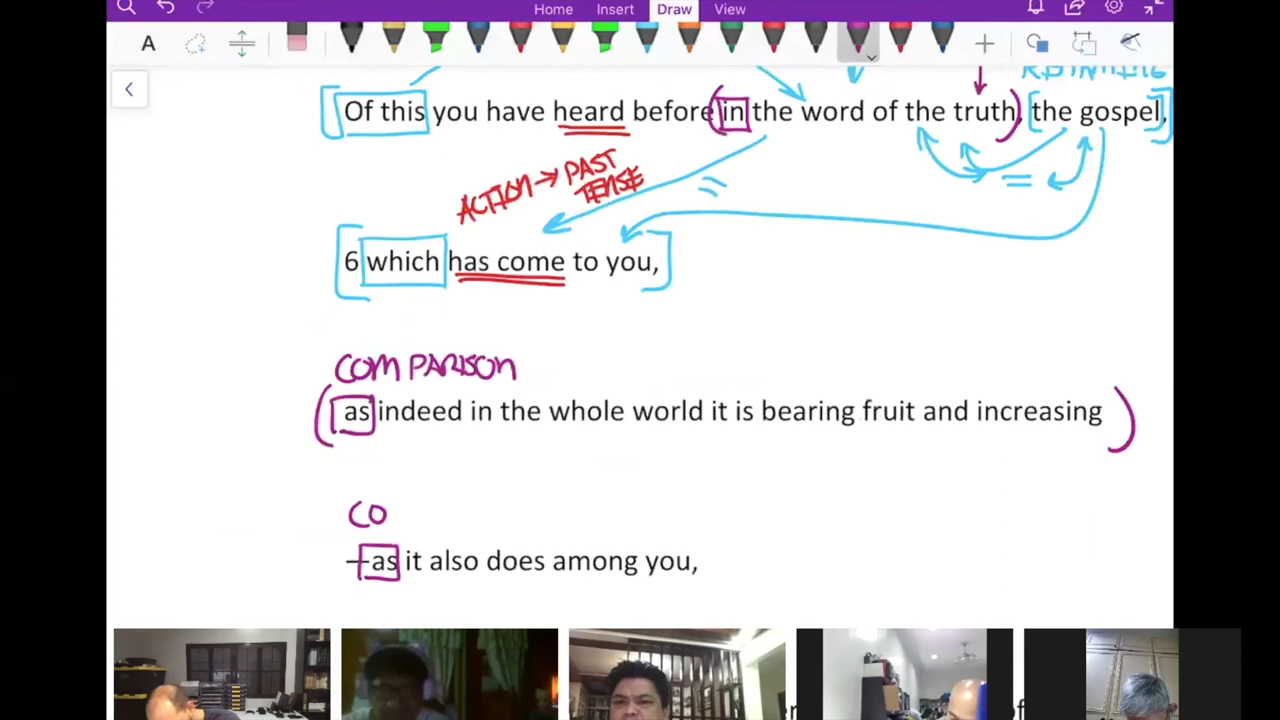 Home Insert Draw View
A
Of this you have heard before in the word of the truth, the gospel,
ACTION → PAST
TENSE
=
=
6 which has come to you,
COMPARISON
as indeed in the whole world it is bearing fruit and increasing
CO
—as it also does among you,